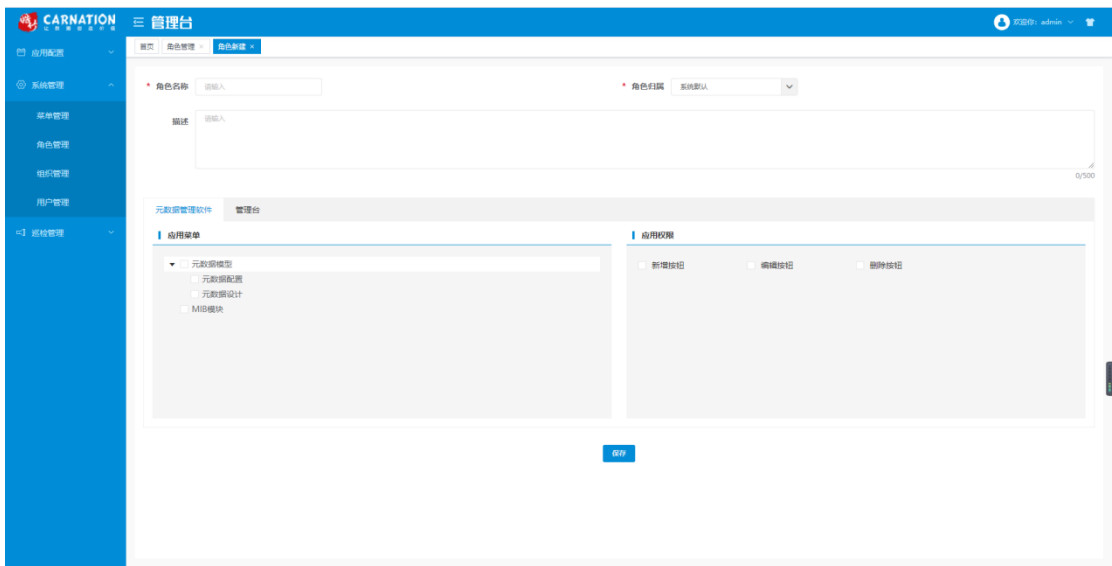 CARNATION 管理台 欢迎你: admin
首页 角色管理 × 角色新建 ×
应用配置
系统管理
菜单管理
角色管理
组织管理
用户管理
巡检管理
* 角色名称 请输入 * 角色归属 系统默认
描述 请输入
0/500
元数据管理软件 管理台
应用菜单 应用权限
元数据模型 新增按钮 编辑按钮 删除按钮
元数据配置
元数据设计
MIB模块
保存